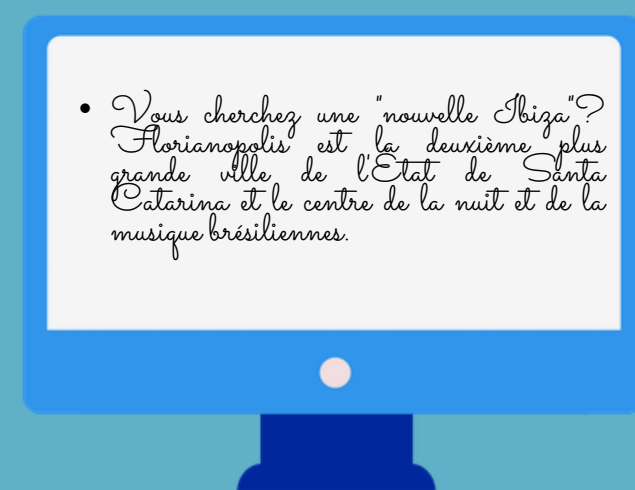 • Vous cherchez une "nouvelle Ibiza"?
Florianopolis est la deuxième plus
grande ville de l'Etat de Santa
Catarina et le centre de la nuit et de la
musique brésiliennes.